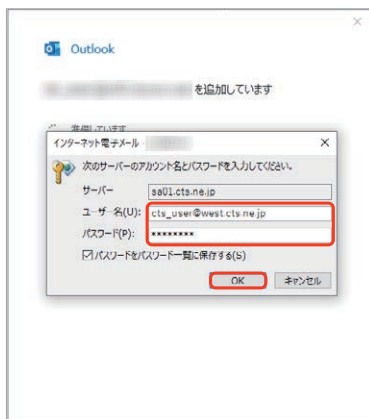 Outlook
を追加しています
準備しています
インターネット電子メール -
次のサーバーのアカウント名とパスワードを入力してください。
サーバー sa01.cts.ne.jp
ユーザー名(U): cts_user@west.cts.ne.jp
パスワード(P): ********
パスワードをパスワード一覧に保存する(S)
OK キャンセル